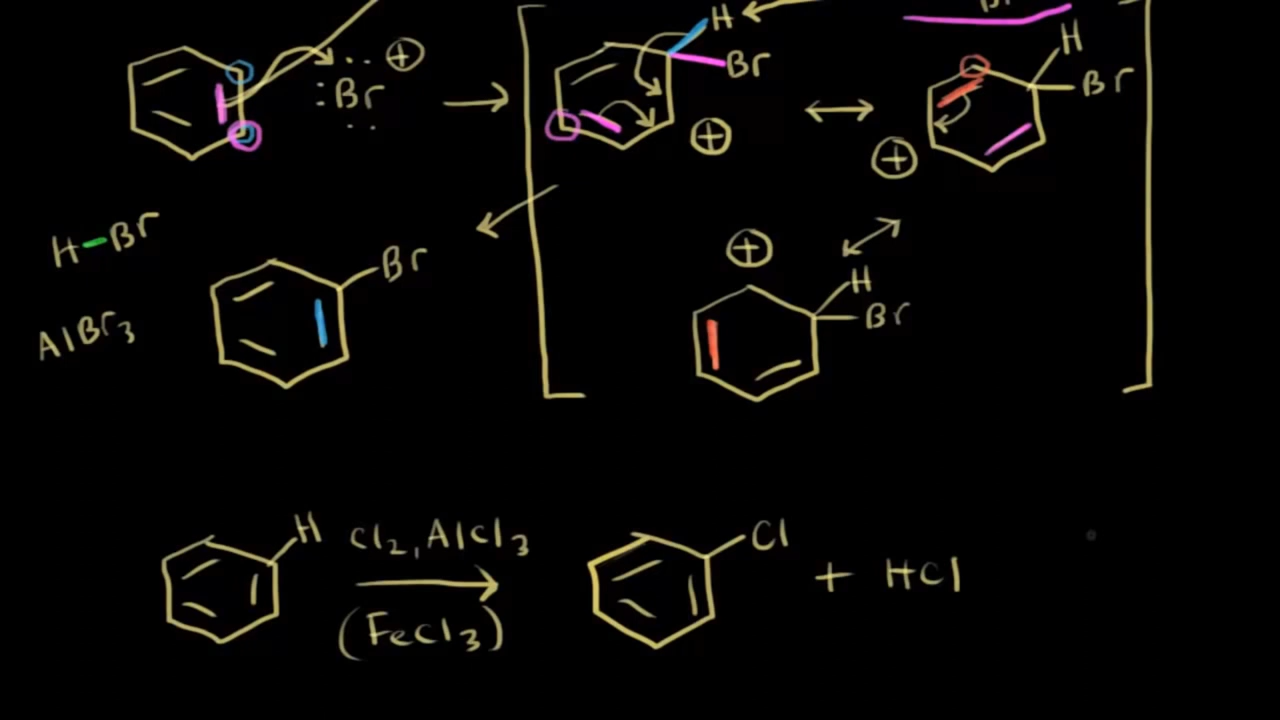 H
Br
H
Br
:Br ⊕
⊕
⊕
Br
H-Br
Br
⊕
H
Br
AlBr3
H
Cl2, AlCl3
(FeCl3)
Cl
+ HCl